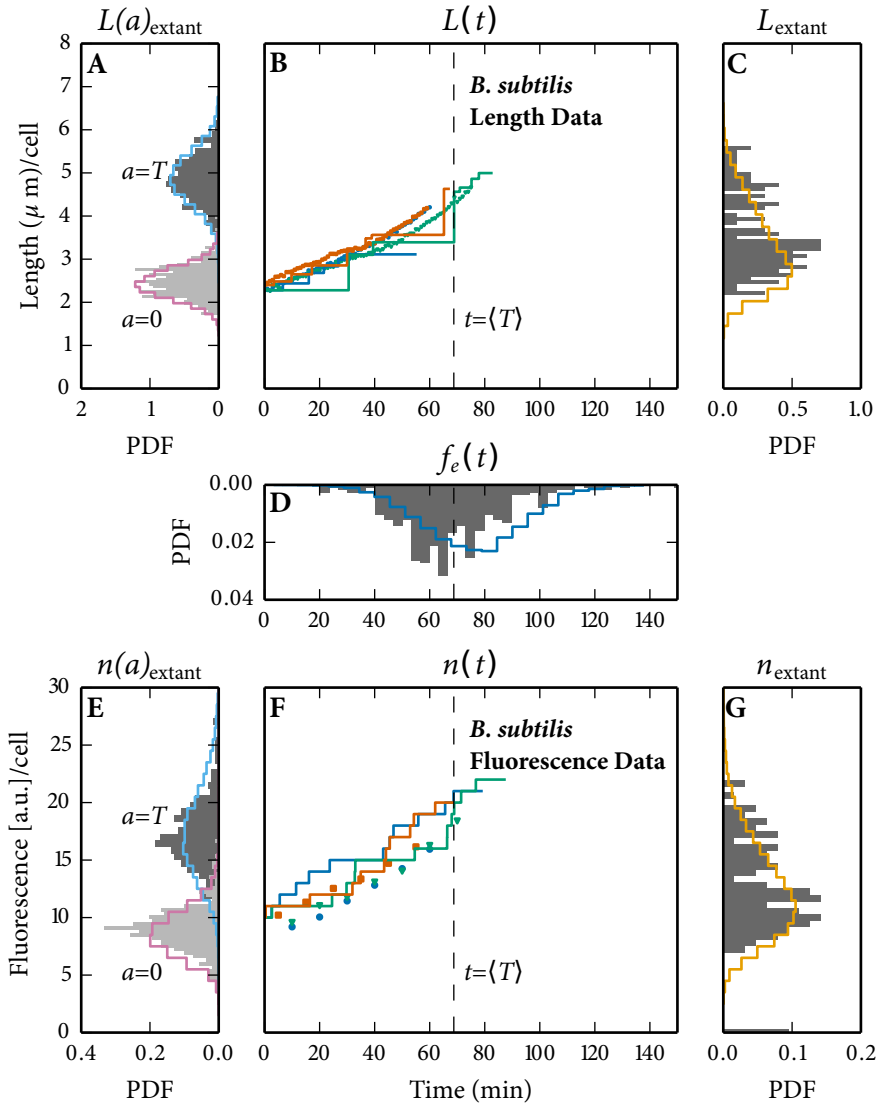 L(a)extant
L(t)
Lextant
A
B
C
B. subtilis
Length Data
a=T
a=0
t=⟨T⟩
Length (μ m)/cell
8
7
6
5
4
3
2
1
0
2 1 0
0 20 40 60 80 100 120 140
0.0 0.5 1.0
PDF
PDF
fe(t)
D
PDF
0.00
0.02
0.04
0 20 40 60 80 100 120 140
n(a)extant
n(t)
nextant
E
F
G
B. subtilis
Fluorescence Data
a=T
a=0
t=⟨T⟩
Fluorescence [a.u.]/cell
30
25
20
15
10
5
0
0.4 0.2 0.0
0 20 40 60 80 100 120 140
0.0 0.1 0.2
PDF
Time (min)
PDF